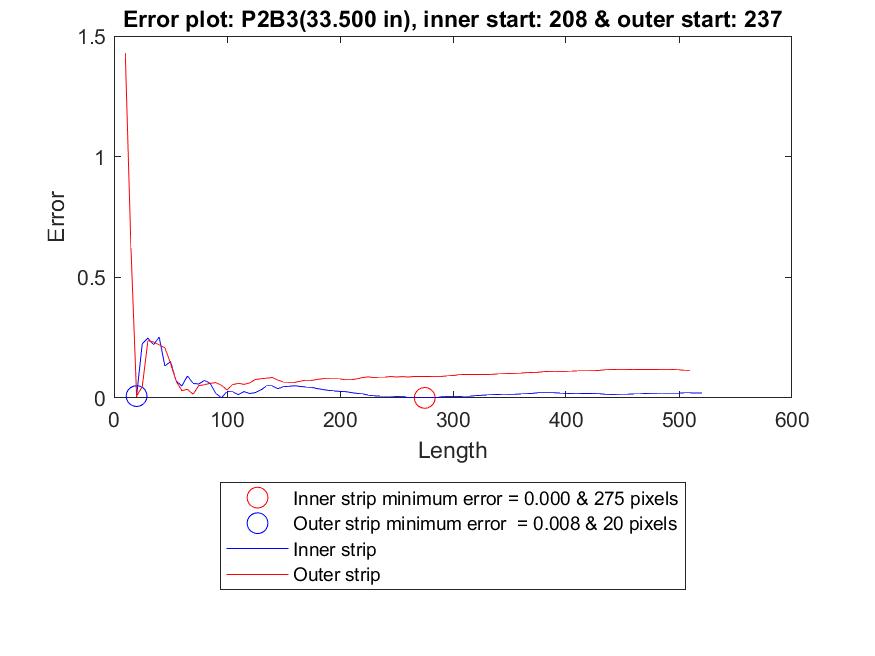 Error plot: P2B3(33.500 in), inner start: 208 & outer start: 237
1.5
1
0.5
0
Error
0 100 200 300 400 500 600
Length
Inner strip minimum error = 0.000 & 275 pixels
Outer strip minimum error  = 0.008 & 20 pixels
Inner strip
Outer strip